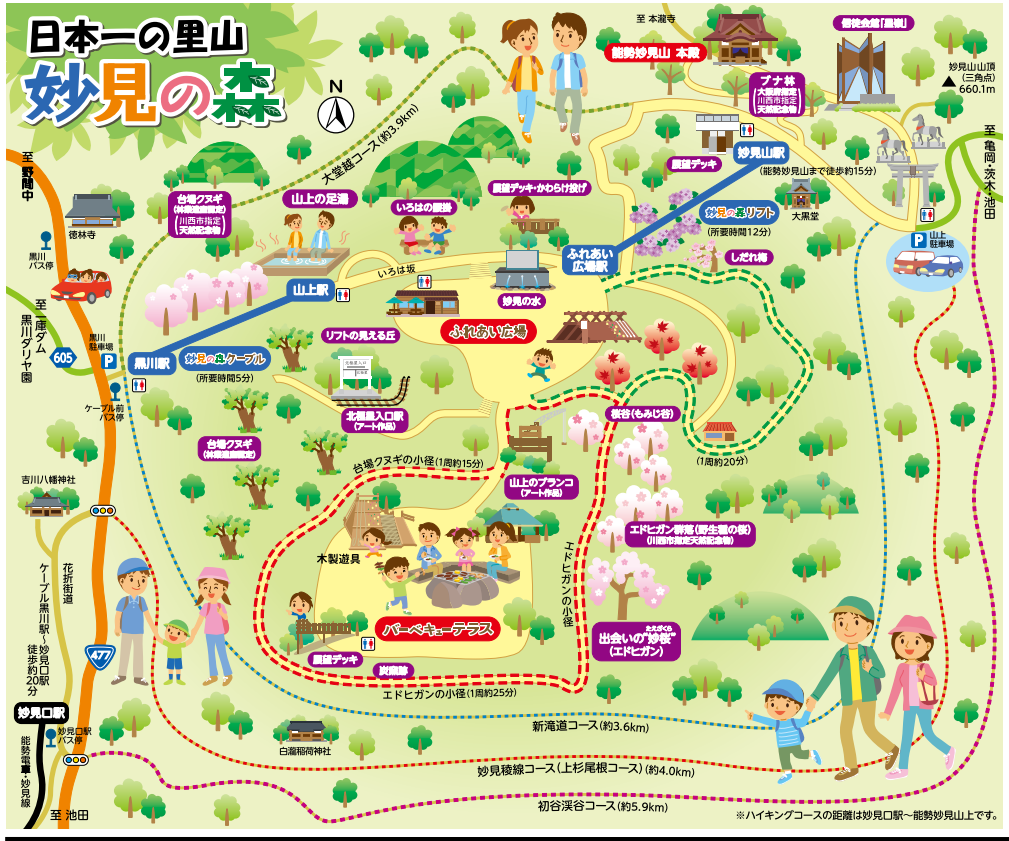 日本一の里山
妙見の森
N
至 本瀧寺
能勢妙見山 本殿
信徒会館「星嶺」
妙見山山頂
(三角点)
660.1m
ブナ林
大阪府指定
川西市指定
天然記念物
至 亀岡・茨木・池田
大堂越コース(約3.9km)
展望デッキ
妙見山駅
(能勢妙見山まで徒歩約15分)
大黒堂
至 野間中
徳林寺
黒川
バス停
台場クヌギ
川西市指定
天然記念物
山上の足湯
いろはの腰掛
展望デッキ・かわらけ投げ
妙見の森リフト
(所要時間12分)
しだれ梅
P
山上
駐車場
ふれあい
広場駅
いろは坂
山上駅
妙見の水
ふれあい広場
リフトの見える丘
至 一庫ダム
黒川ダリヤ園
605
黒川
駐車場
P
黒川駅
妙見の森ケーブル
(所要時間5分)
ケーブル前
バス停
北極星入口駅
(アート作品)
桜谷(もみじ谷)
(1周約20分)
台場クヌギ
台場クヌギの小径(1周約15分)
山上のブランコ
(アート作品)
吉川八幡神社
エドヒガン群落(野生種の桜)
(川西市指定天然記念物)
木製遊具
エドヒガンの小径
花折街道
ケーブル黒川駅〜妙見口駅
徒歩約20分
477
たえざくら
出会いの"妙桜"
(エドヒガン)
バーベキューテラス
展望デッキ
炭窯跡
エドヒガンの小径(1周約25分)
妙見口駅
妙見口駅
バス停
能勢電車・妙見線
白瀧稲荷神社
新滝道コース(約3.6km)
妙見稜線コース(上杉尾根コース)(約4.0km)
初谷渓谷コース(約5.9km)
至 池田
※ハイキングコースの距離は妙見口駅〜能勢妙見山上です。